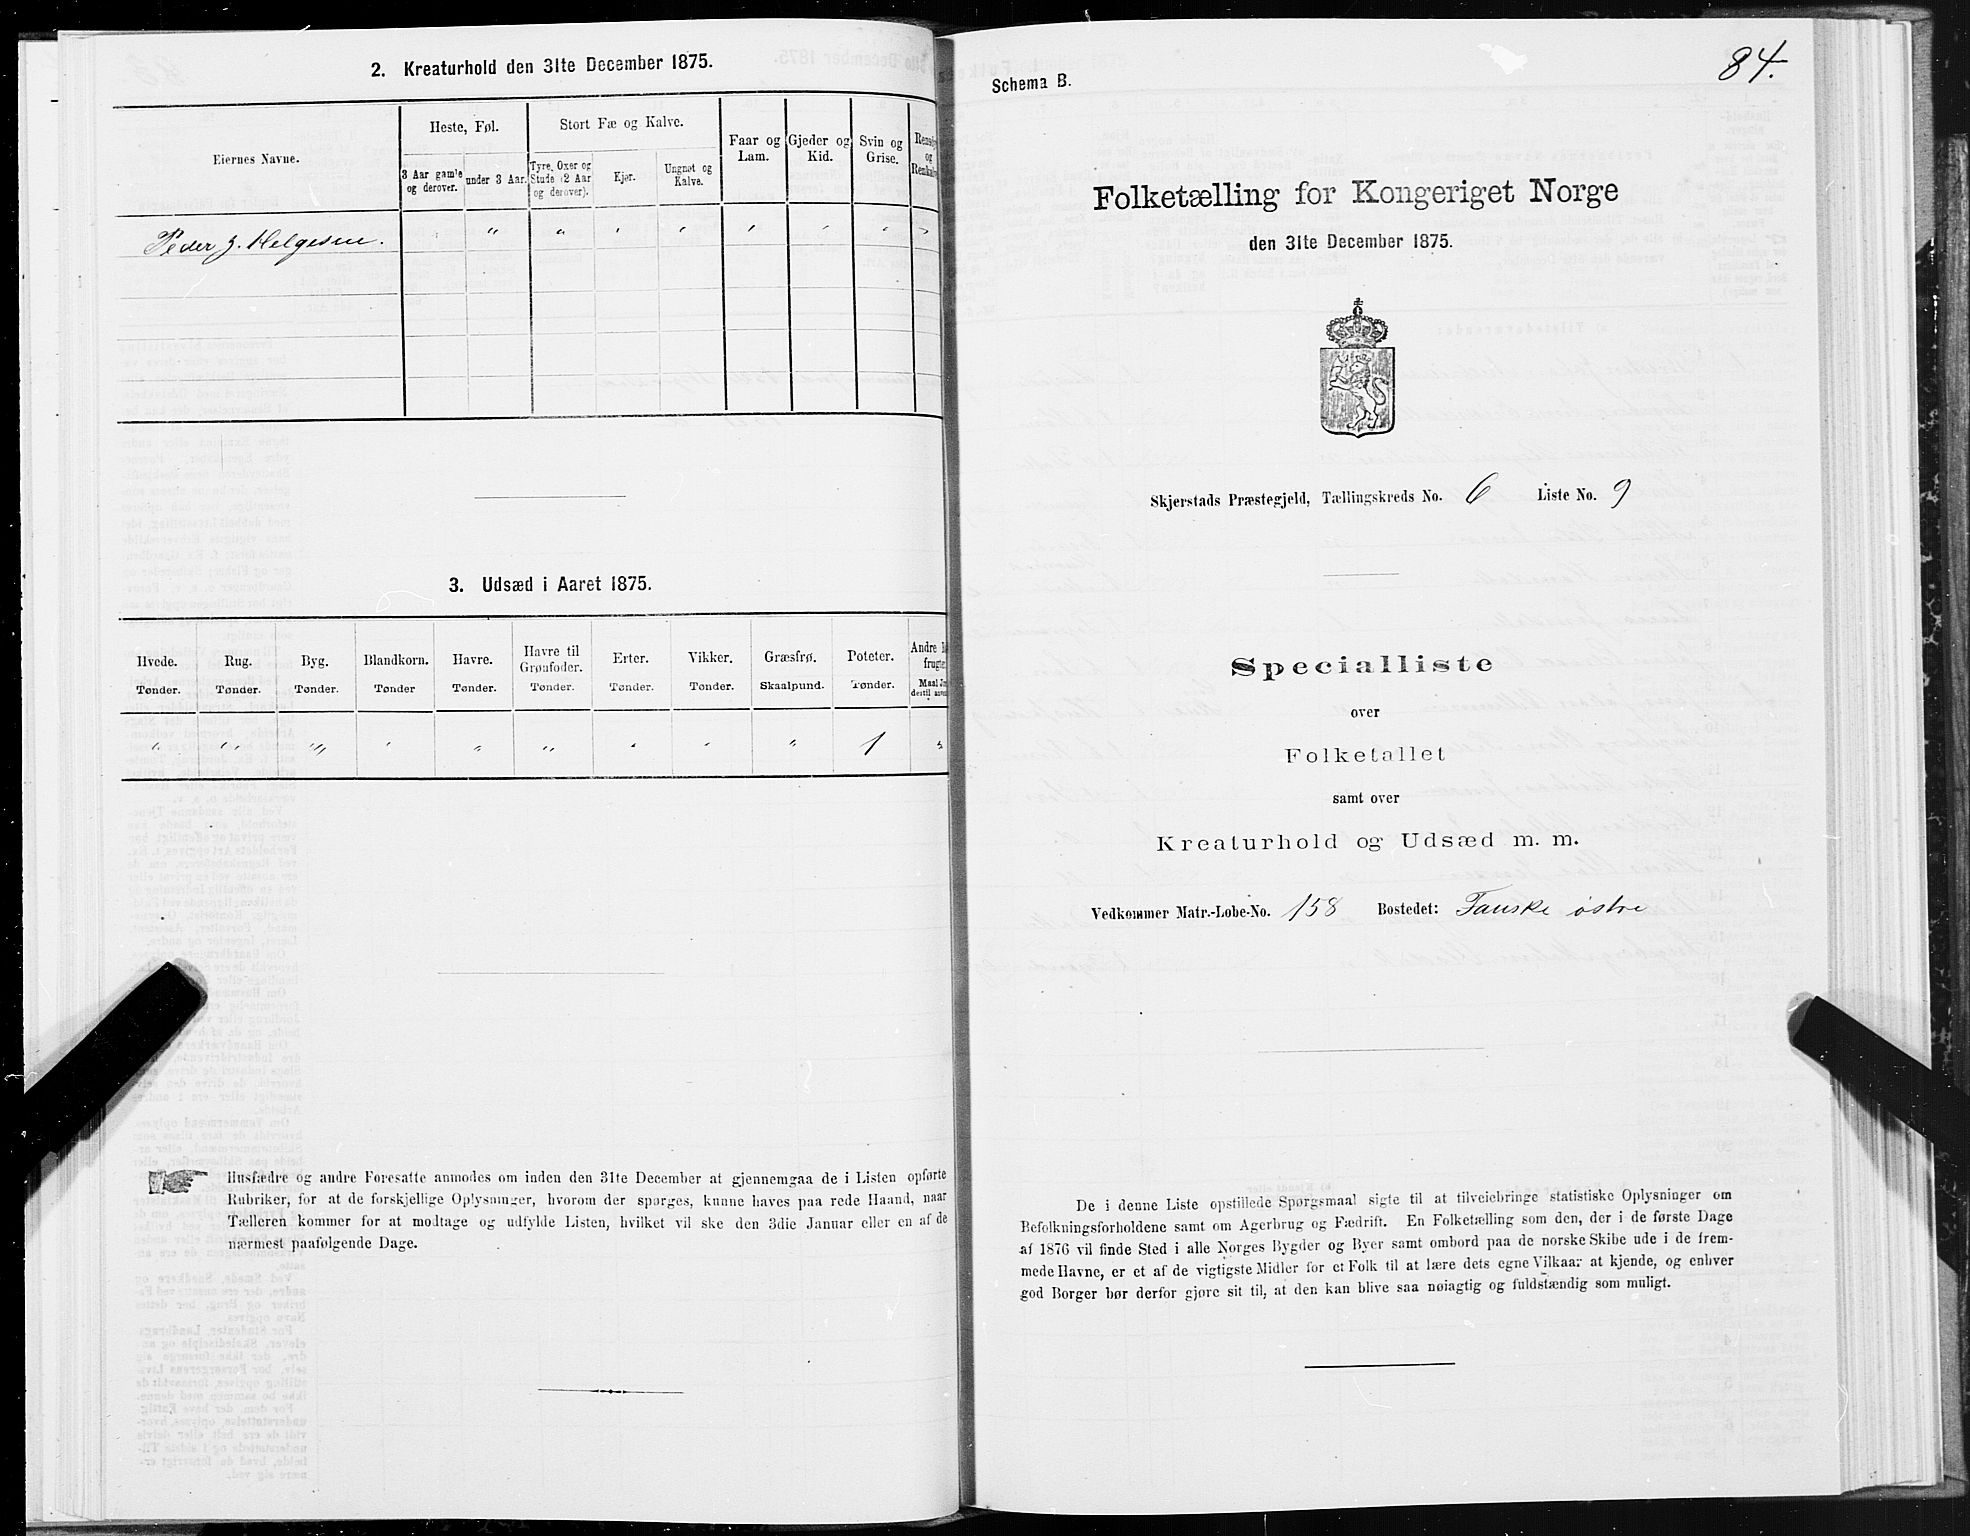 2. Kreaturhold den 31te December 1875.
Eiernes Navne.
Heste, Føl.
Stort Fæ og Kalve.
Faar og Lam.
Gjeder og Kid.
Svin og Grise.
og
3 Aar gamle og derover.
under 3 Aar.
Tyre, Oxer og Stude (2 Aar og derover).
Kjør.
Ungnøt og Kalve.
Peder J. Helgesen. " " " " " " " "
3. Udsæd i Aaret 1875.
Hvede. Rug. Byg. Blandkorn. Havre. Havre til Grønfoder. Erter. Vikker. Græsfrø. Poteter. Andre
Tønder. Tønder. Tønder. Tønder Tønder. Tønder. Tønder. Tønder. Skaalpund. Tønder.
" " " " " " " " " 1 "
Husfædre og andre Foresatte anmodes om inden den 31te December at gjennemgaa de i Listen opførte
Rubriker, for at de forskjellige Oplysninger, hvorom der spørges, kunne haves paa rede Haand, naar
Tælleren kommer for at modtage og udfylde Listen, hvilket vil ske den 3die Januar eller en af de
nærmest paafølgende Dage.
84.
Schema B.
Folketælling for Kongeriget Norge
den 31te December 1875.
Skjerstads Præstegjeld, Tællingskreds No. 6 Liste No. 9
Specialliste
over
Folketallet
samt over
Kreaturhold og Udsæd m. m.
Vedkommer Matr.-Løbe-No. 158 Bostedet: Fauske østre
De i denne Liste opstillede Spørgsmaal sigte til at tilveiebringe statistiske Oplysninger om
Befolkningsforholdene samt om Agerbrug og Fædrift. En Folketælling som den, der i de første Dage
af 1876 vil finde Sted i alle Norges Bygder og Byer samt ombord paa de norske Skibe ude i de frem-
mede Havne, er et af de vigtigste Midler for et Folk til at lære dets egne Vilkaar at kjende, og enhver
god Borger bør derfor gjøre sit til, at den kan blive saa nøiagtig og fuldstændig som muligt.